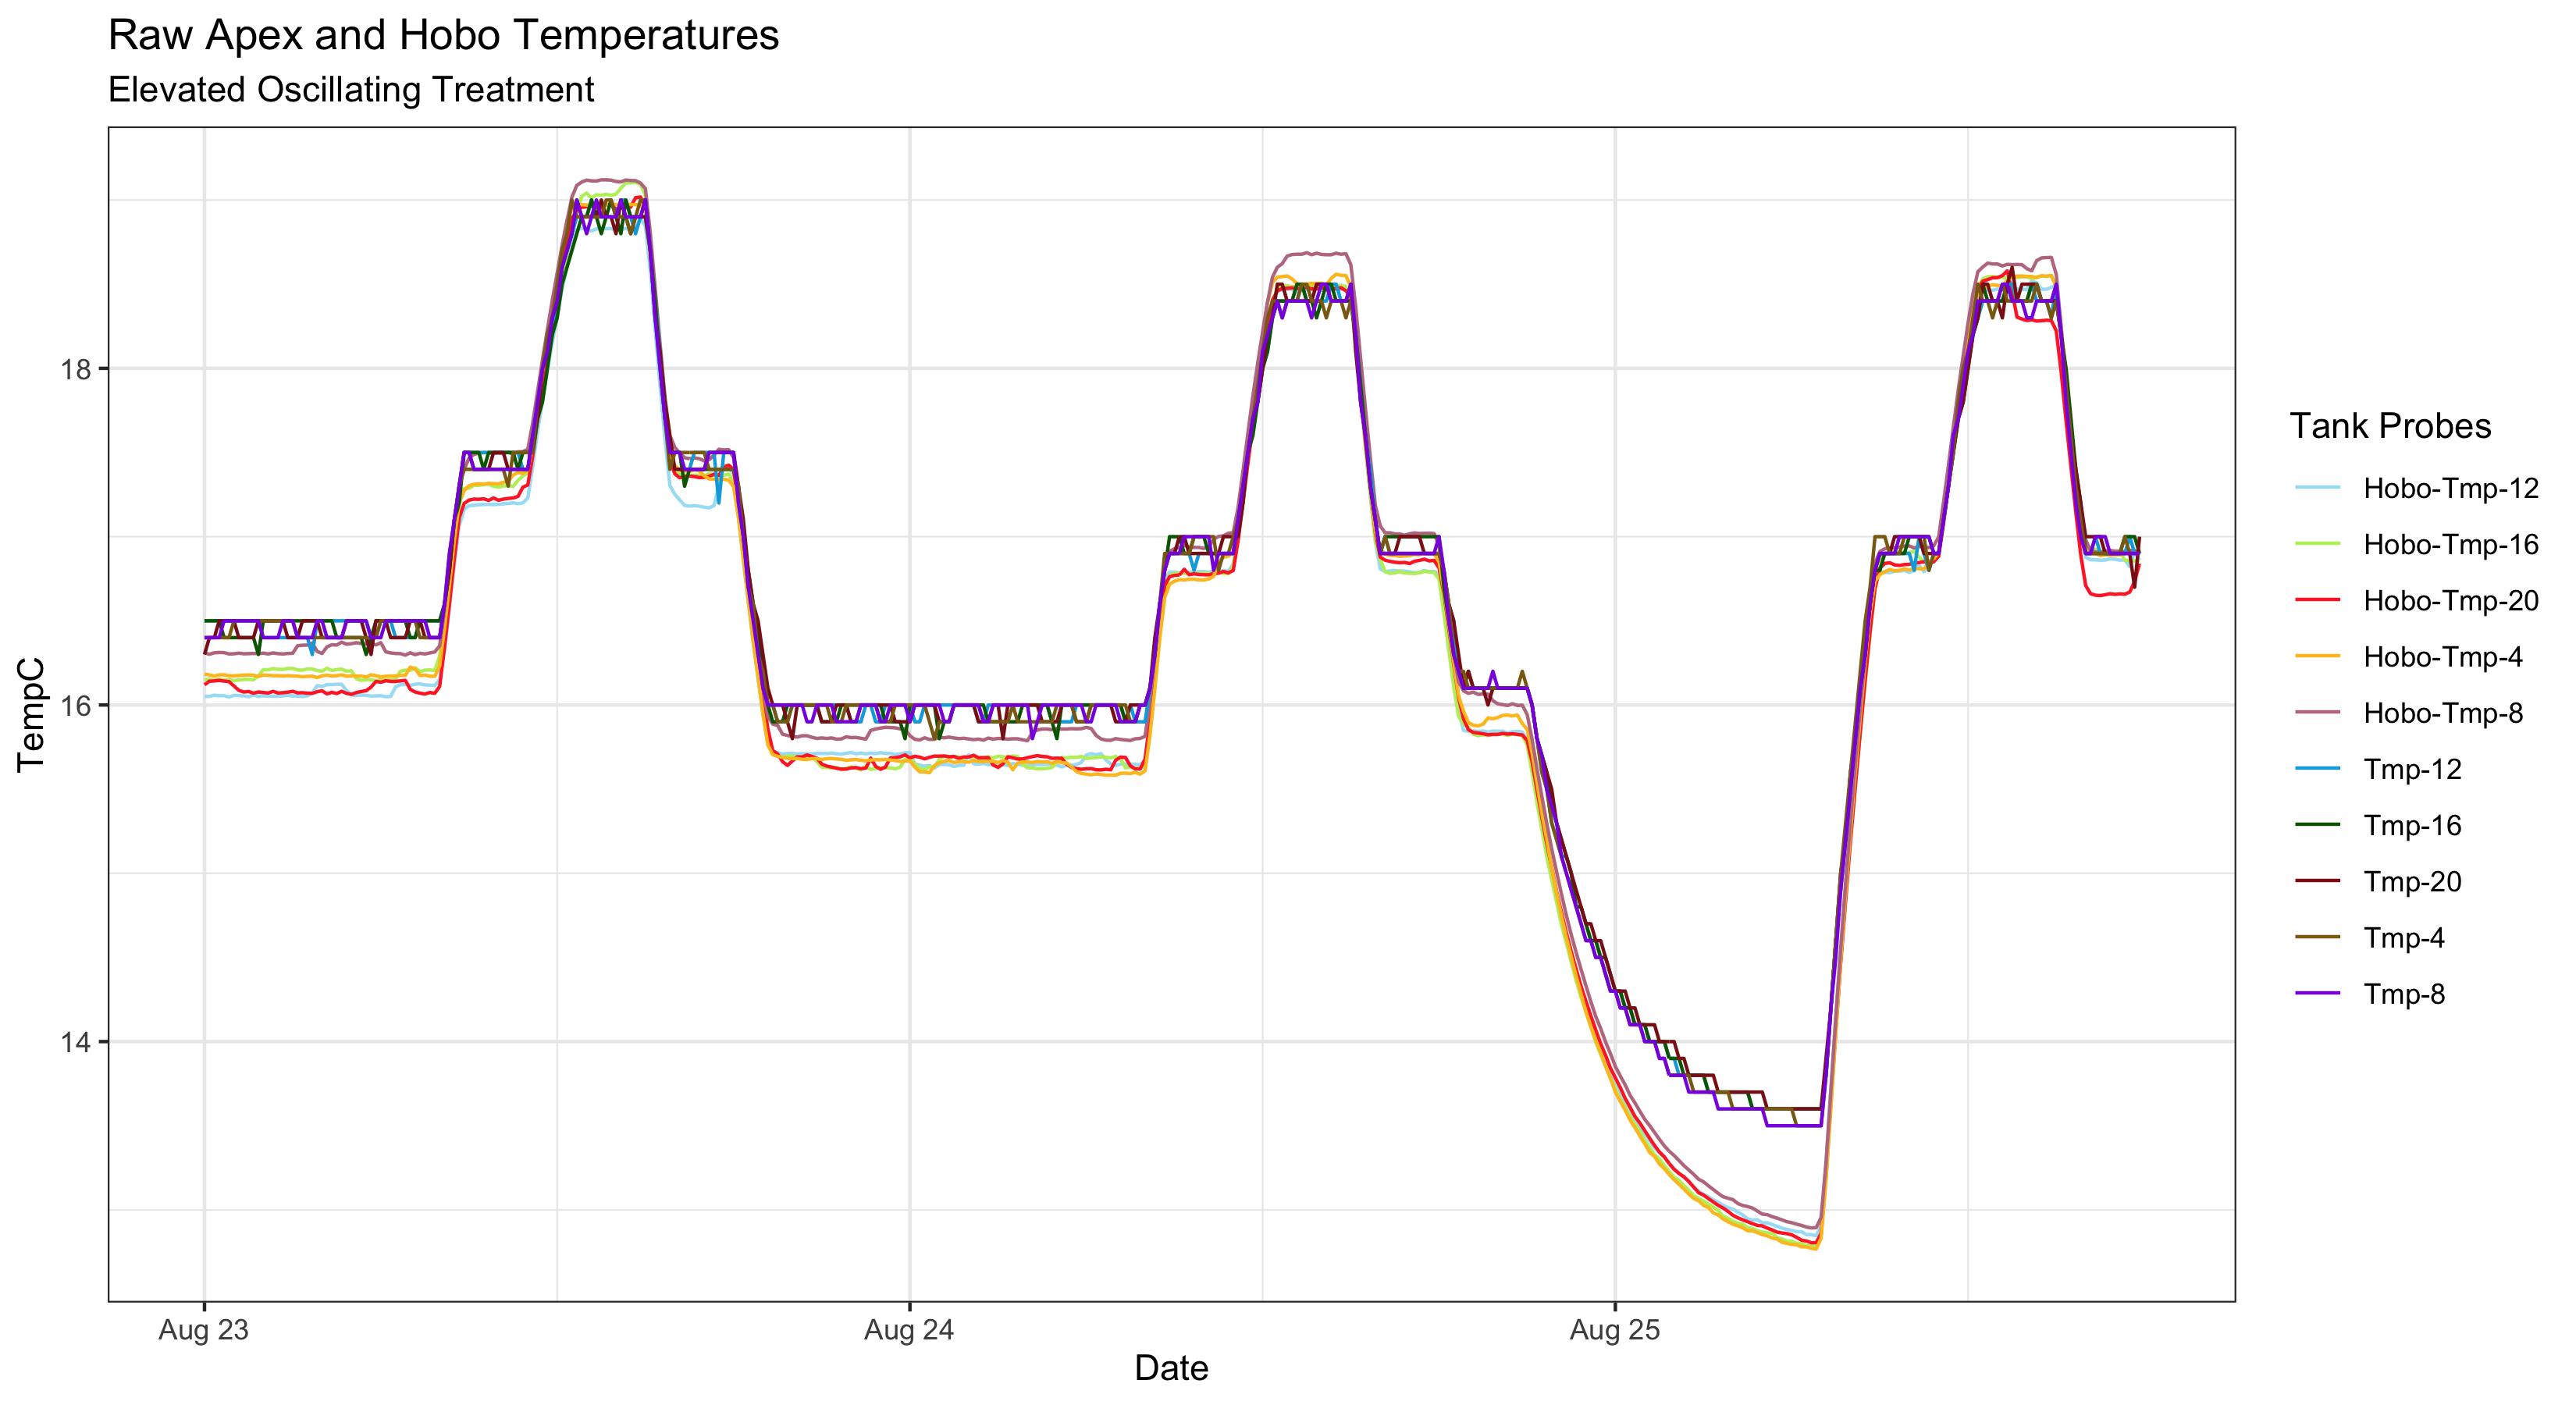 Raw Apex and Hobo Temperatures
Elevated Oscillating Treatment
TempC
18
16
14
Aug 23
Aug 24
Aug 25
Date
Tank Probes
Hobo-Tmp-12
Hobo-Tmp-16
Hobo-Tmp-20
Hobo-Tmp-4
Hobo-Tmp-8
Tmp-12
Tmp-16
Tmp-20
Tmp-4
Tmp-8